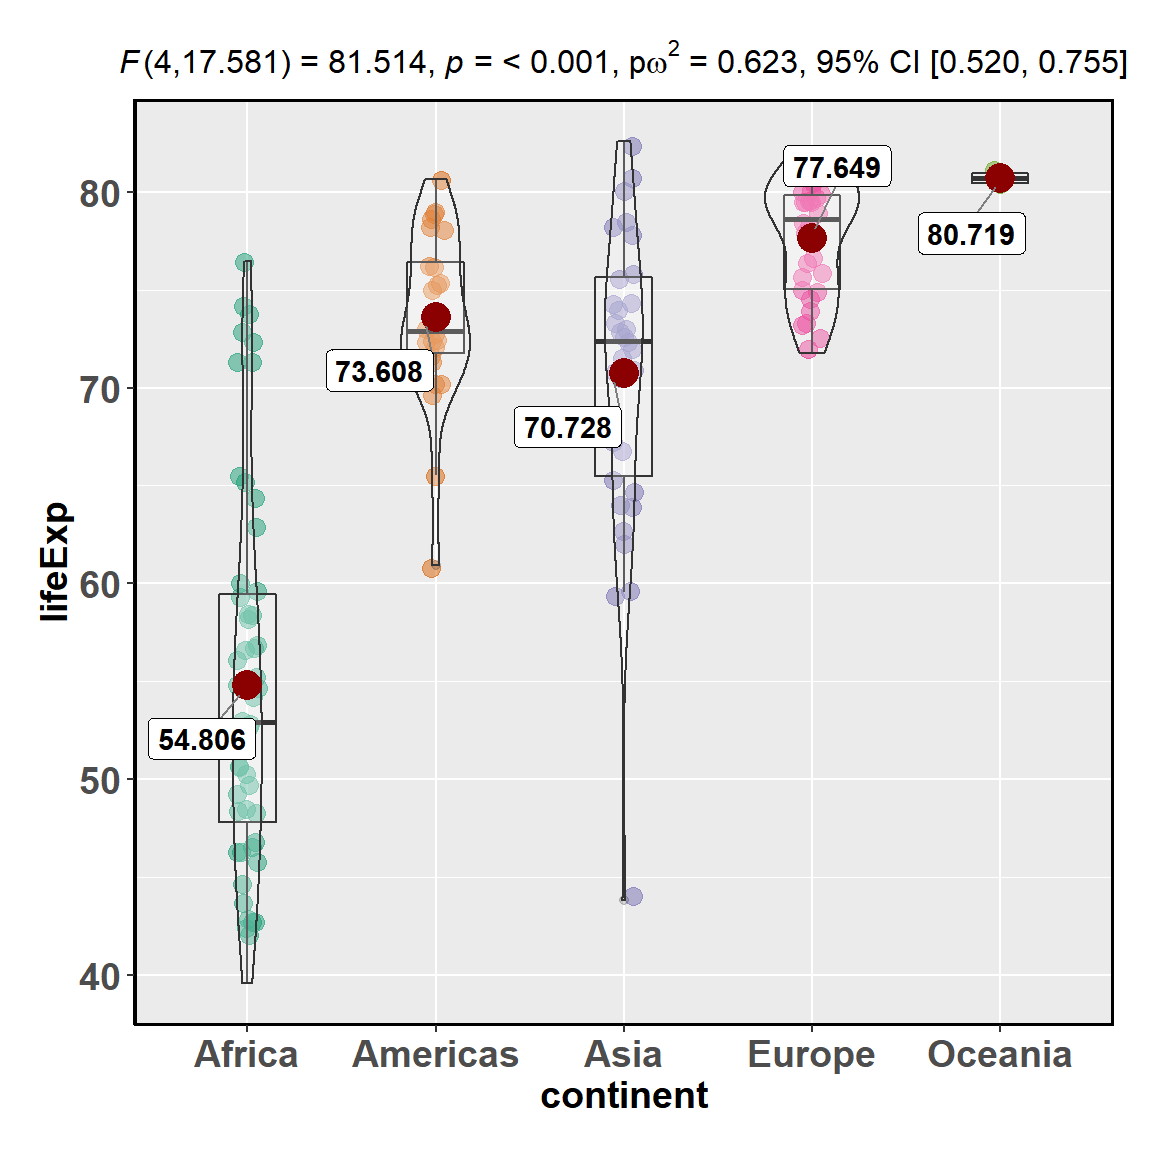 F(4,17.581) = 81.514, p = < 0.001, pω² = 0.623, 95% CI [0.520, 0.755]
lifeExp
80
70
60
50
40
77.649
80.719
73.608
70.728
54.806
Africa Americas Asia Europe Oceania
continent